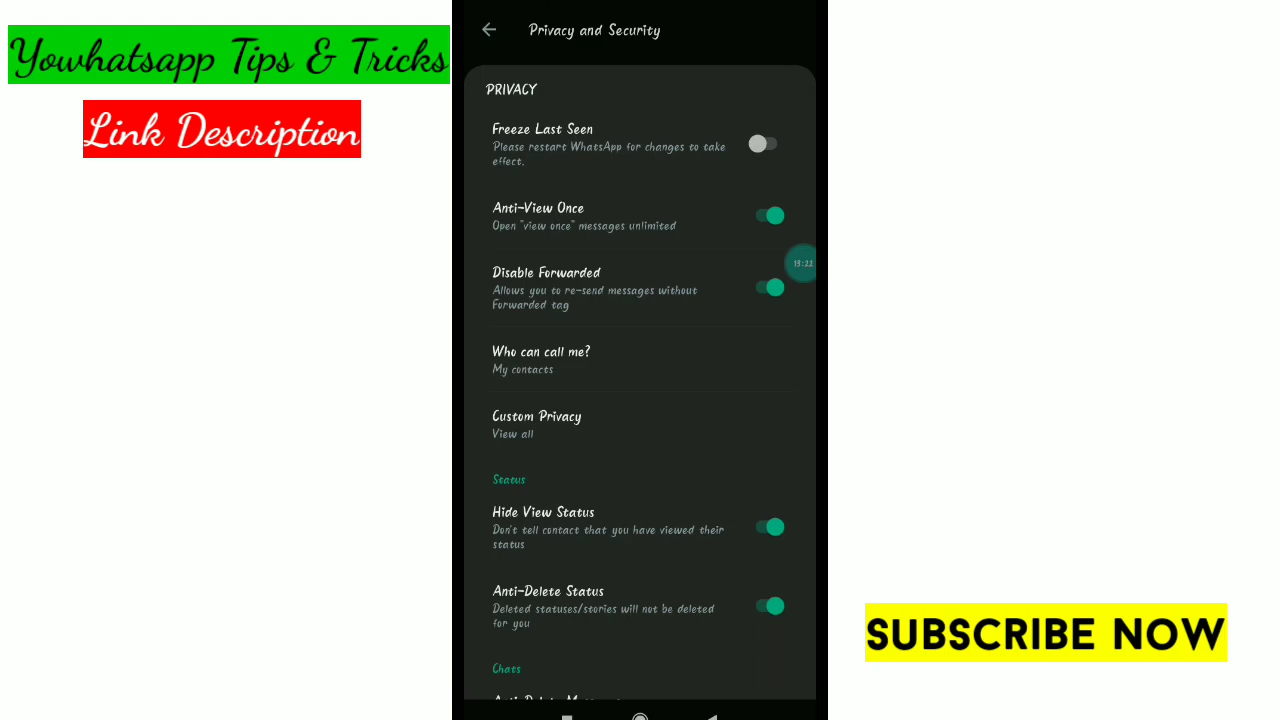 Yowhatsapp Tips & Tricks
Link Description
Privacy and Security
PRIVACY
Freeze Last Seen
Please restart WhatsApp for changes to take
effect.
Anti-View Once
Open "view once" messages unlimited
13:22
Disable Forwarded
Allows you to re-send messages without
Forwarded tag
Who can call me?
My contacts
Custom Privacy
View all
Status
Hide View Status
Don't tell contact that you have viewed their
status
Anti-Delete Status
Deleted statuses/stories will not be deleted
for you
SUBSCRIBE NOW
Chats